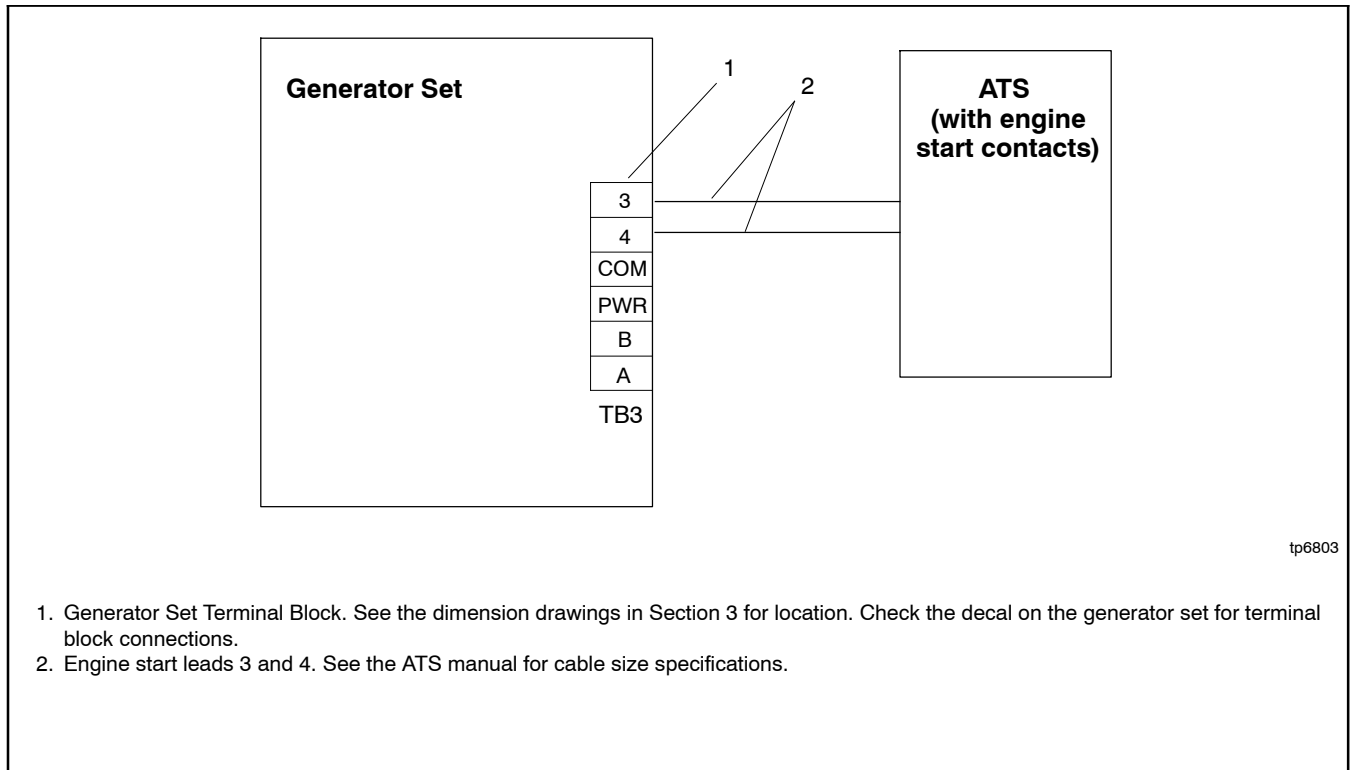 Generator Set
1
2
ATS
(with engine
start contacts)
3
4
COM
PWR
B
A
TB3
tp6803
1. Generator Set Terminal Block. See the dimension drawings in Section 3 for location. Check the decal on the generator set for terminal
block connections.
2. Engine start leads 3 and 4. See the ATS manual for cable size specifications.